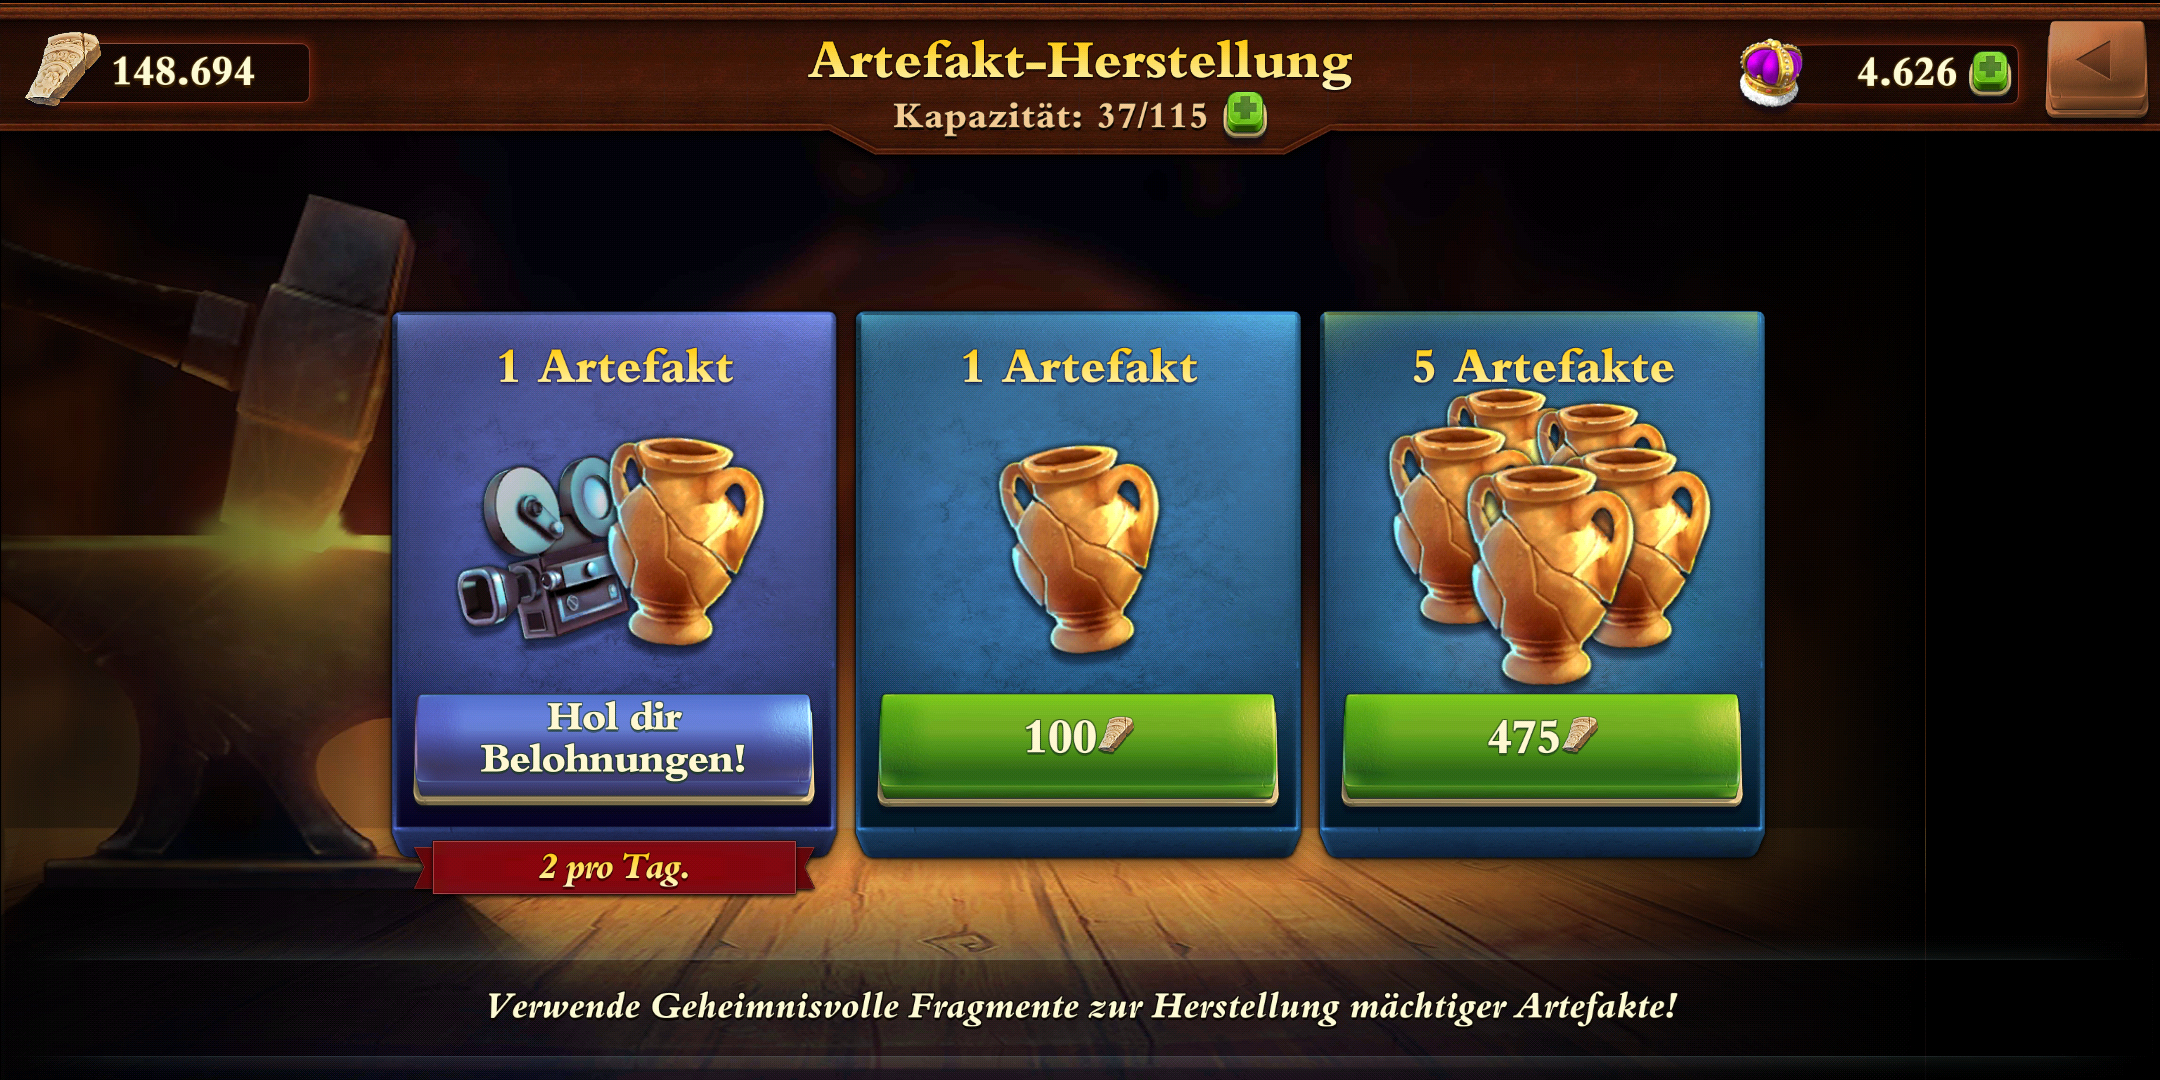 148.694
Artefakt-Herstellung
4.626
Kapazität: 37/115
1 Artefakt
1 Artefakt
5 Artefakte
Hol dir
Belohnungen!
100
475
2 pro Tag.
Verwende Geheimnisvolle Fragmente zur Herstellung mächtiger Artefakte!